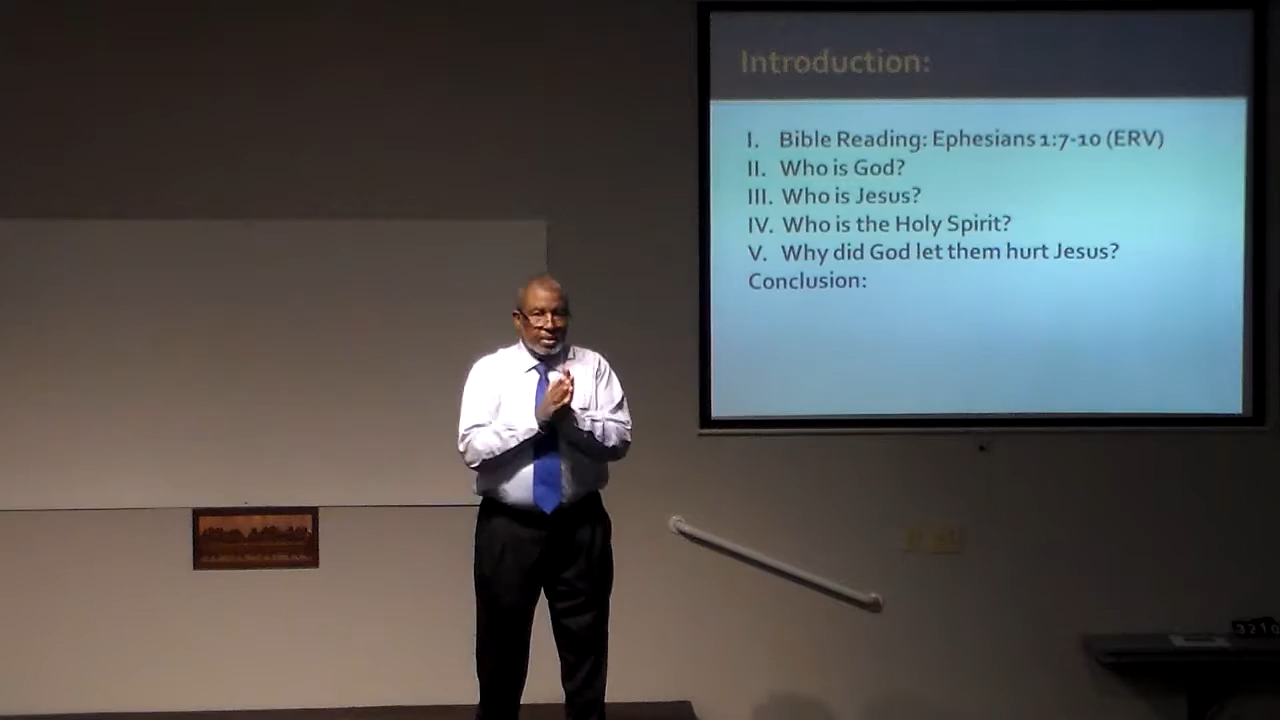 Introduction:
I. Bible Reading: Ephesians 1:7-10 (ERV)
II. Who is God?
III. Who is Jesus?
IV. Who is the Holy Spirit?
V. Why did God let them hurt Jesus?
Conclusion:
3210